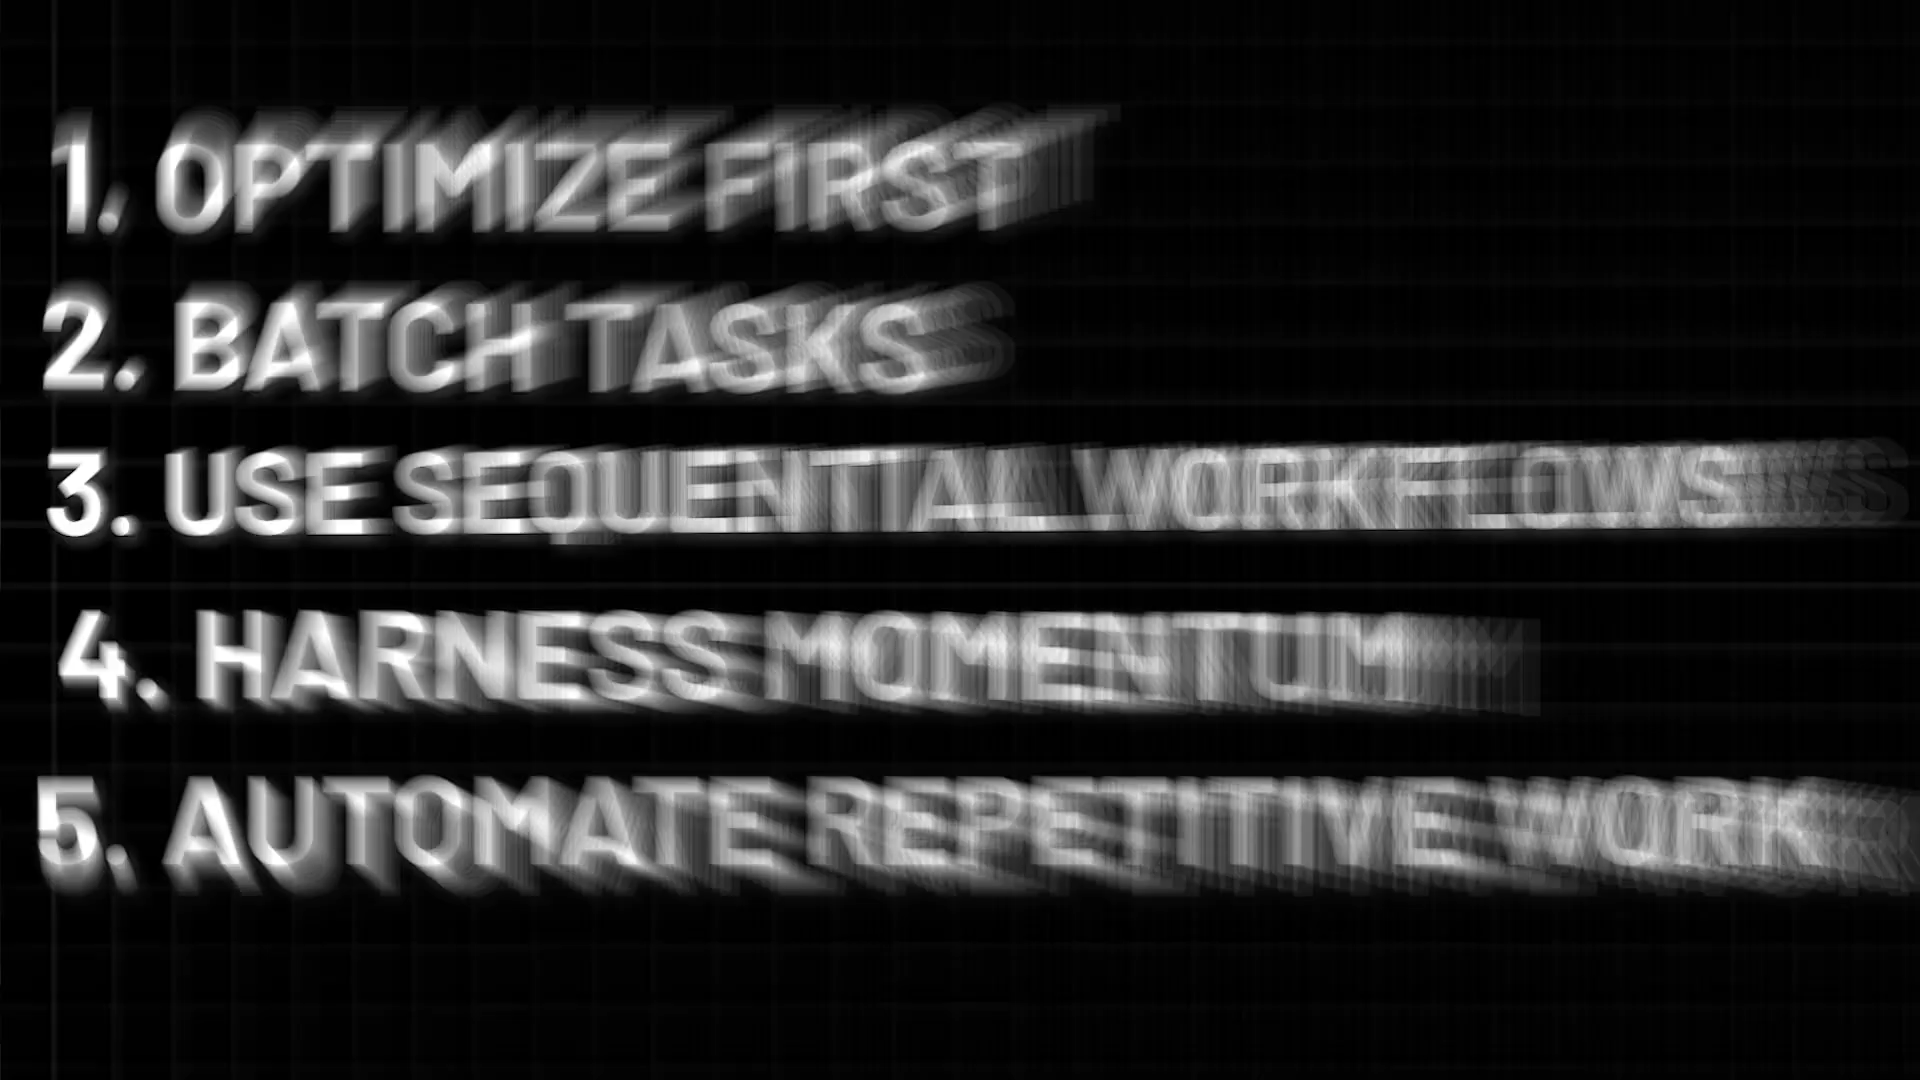 1. OPTIMIZE FIRST
2. BATCH TASKS
3. USE SEQUENTIAL WORKFLOWS
4. HARNESS MOMENTUM
5. AUTOMATE REPETITIVE WORK